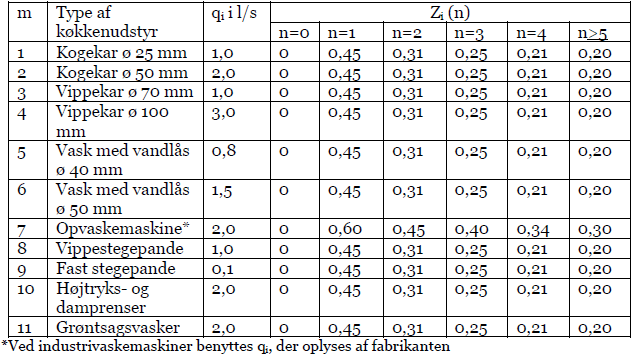 m Type af køkkenudstyr qi i l/s Zi (n)
n=0 n=1 n=2 n=3 n=4 n≥5
1 Kogekar ø 25 mm 1,0 0 0,45 0,31 0,25 0,21 0,20
2 Kogekar ø 50 mm 2,0 0 0,45 0,31 0,25 0,21 0,20
3 Vippekar ø 70 mm 1,0 0 0,45 0,31 0,25 0,21 0,20
4 Vippekar ø 100 mm 3,0 0 0,45 0,31 0,25 0,21 0,20
5 Vask med vandlås ø 40 mm 0,8 0 0,45 0,31 0,25 0,21 0,20
6 Vask med vandlås ø 50 mm 1,5 0 0,45 0,31 0,25 0,21 0,20
7 Opvaskemaskine* 2,0 0 0,60 0,45 0,40 0,34 0,30
8 Vippestegepande 1,0 0 0,45 0,31 0,25 0,21 0,20
9 Fast stegepande 0,1 0 0,45 0,31 0,25 0,21 0,20
10 Højtryks- og damprenser 2,0 0 0,45 0,31 0,25 0,21 0,20
11 Grøntsagsvasker 2,0 0 0,45 0,31 0,25 0,21 0,20
*Ved industrivaskemaskiner benyttes qi, der oplyses af fabrikanten